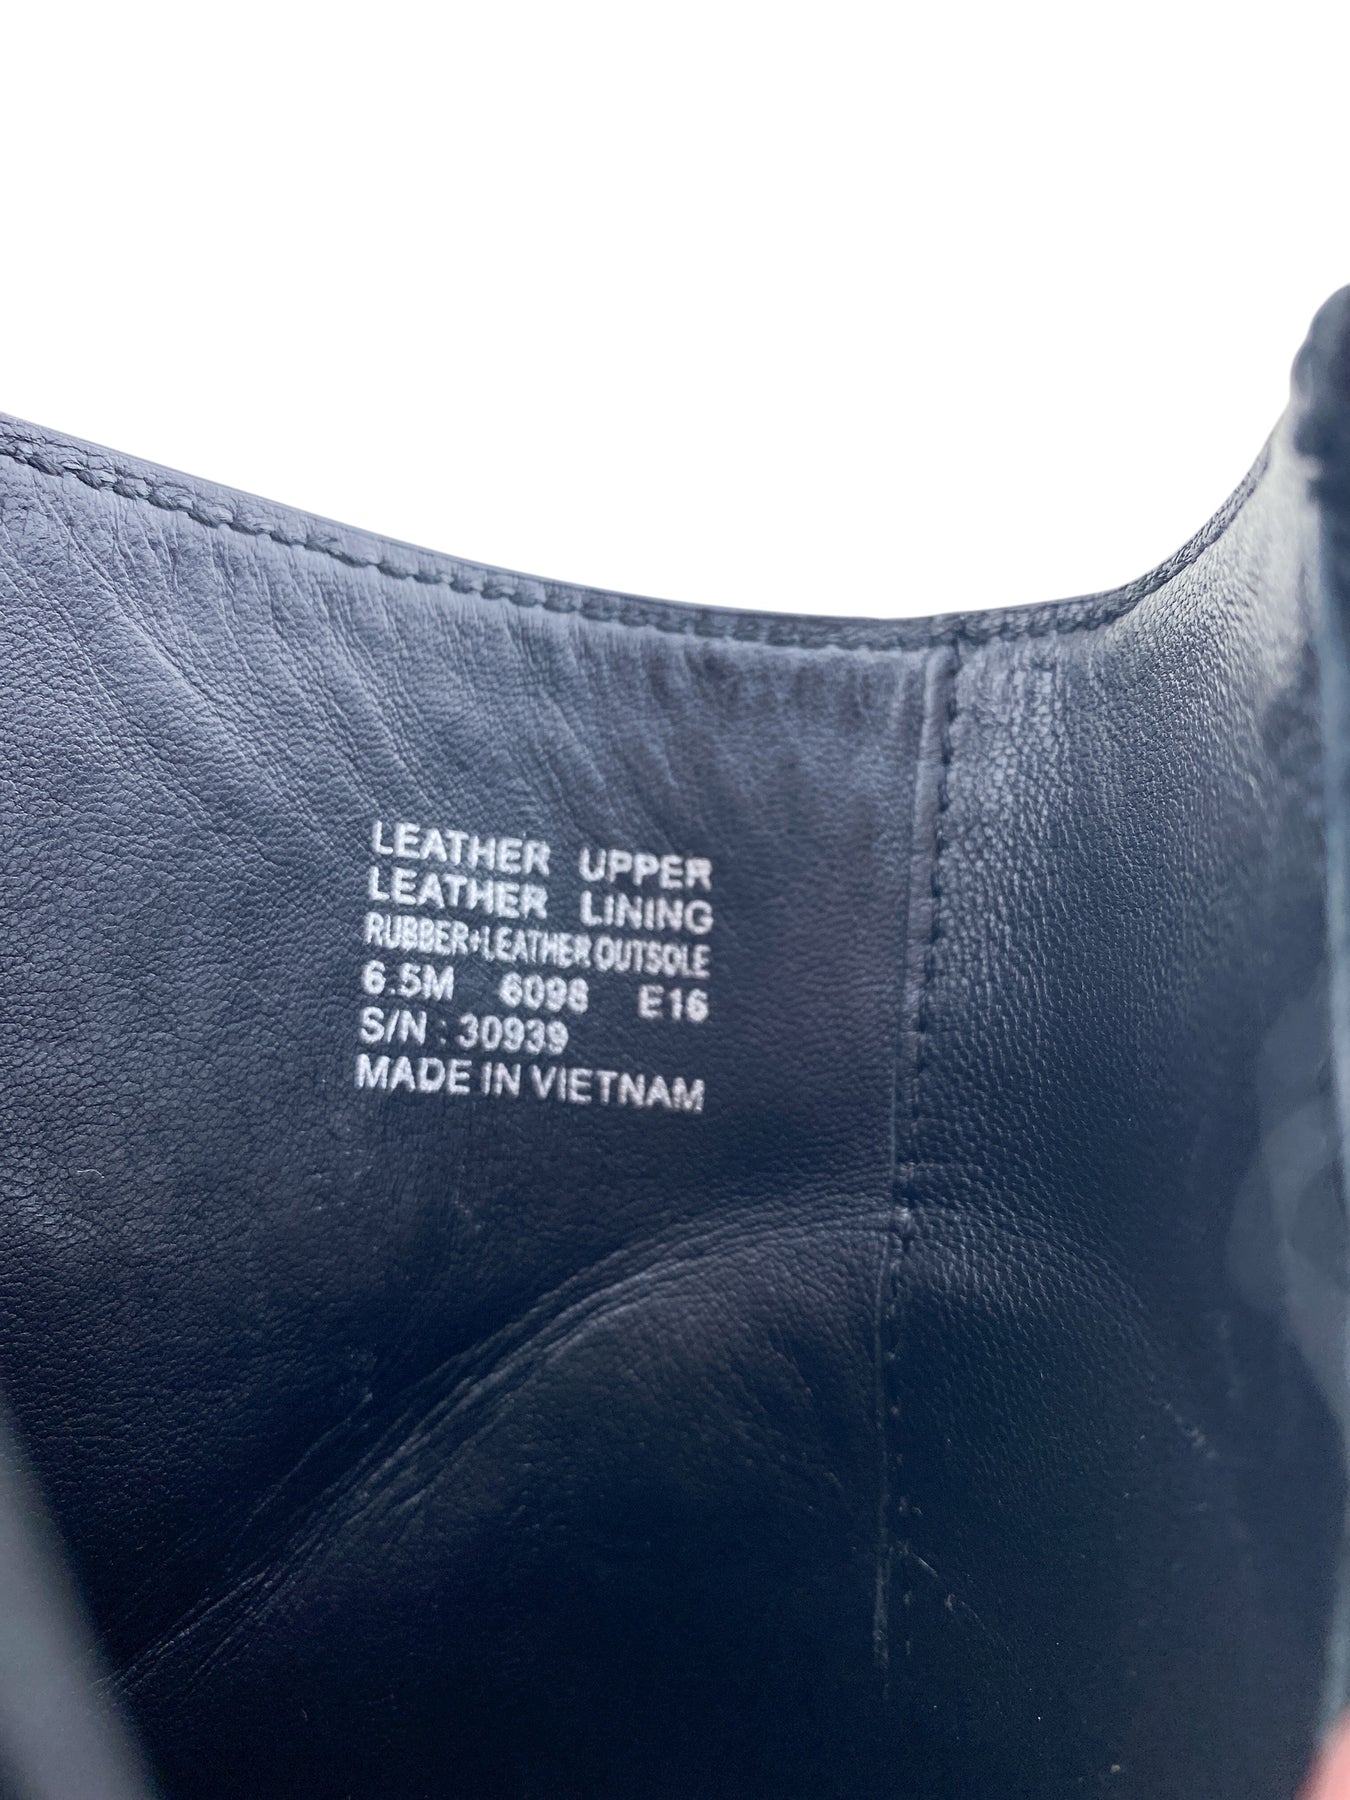 LEATHER UPPER
LEATHER LINING
RUBBER+LEATHER OUTSOLE
6.5M 6098 E16
S/N : 30939
MADE IN VIETNAM